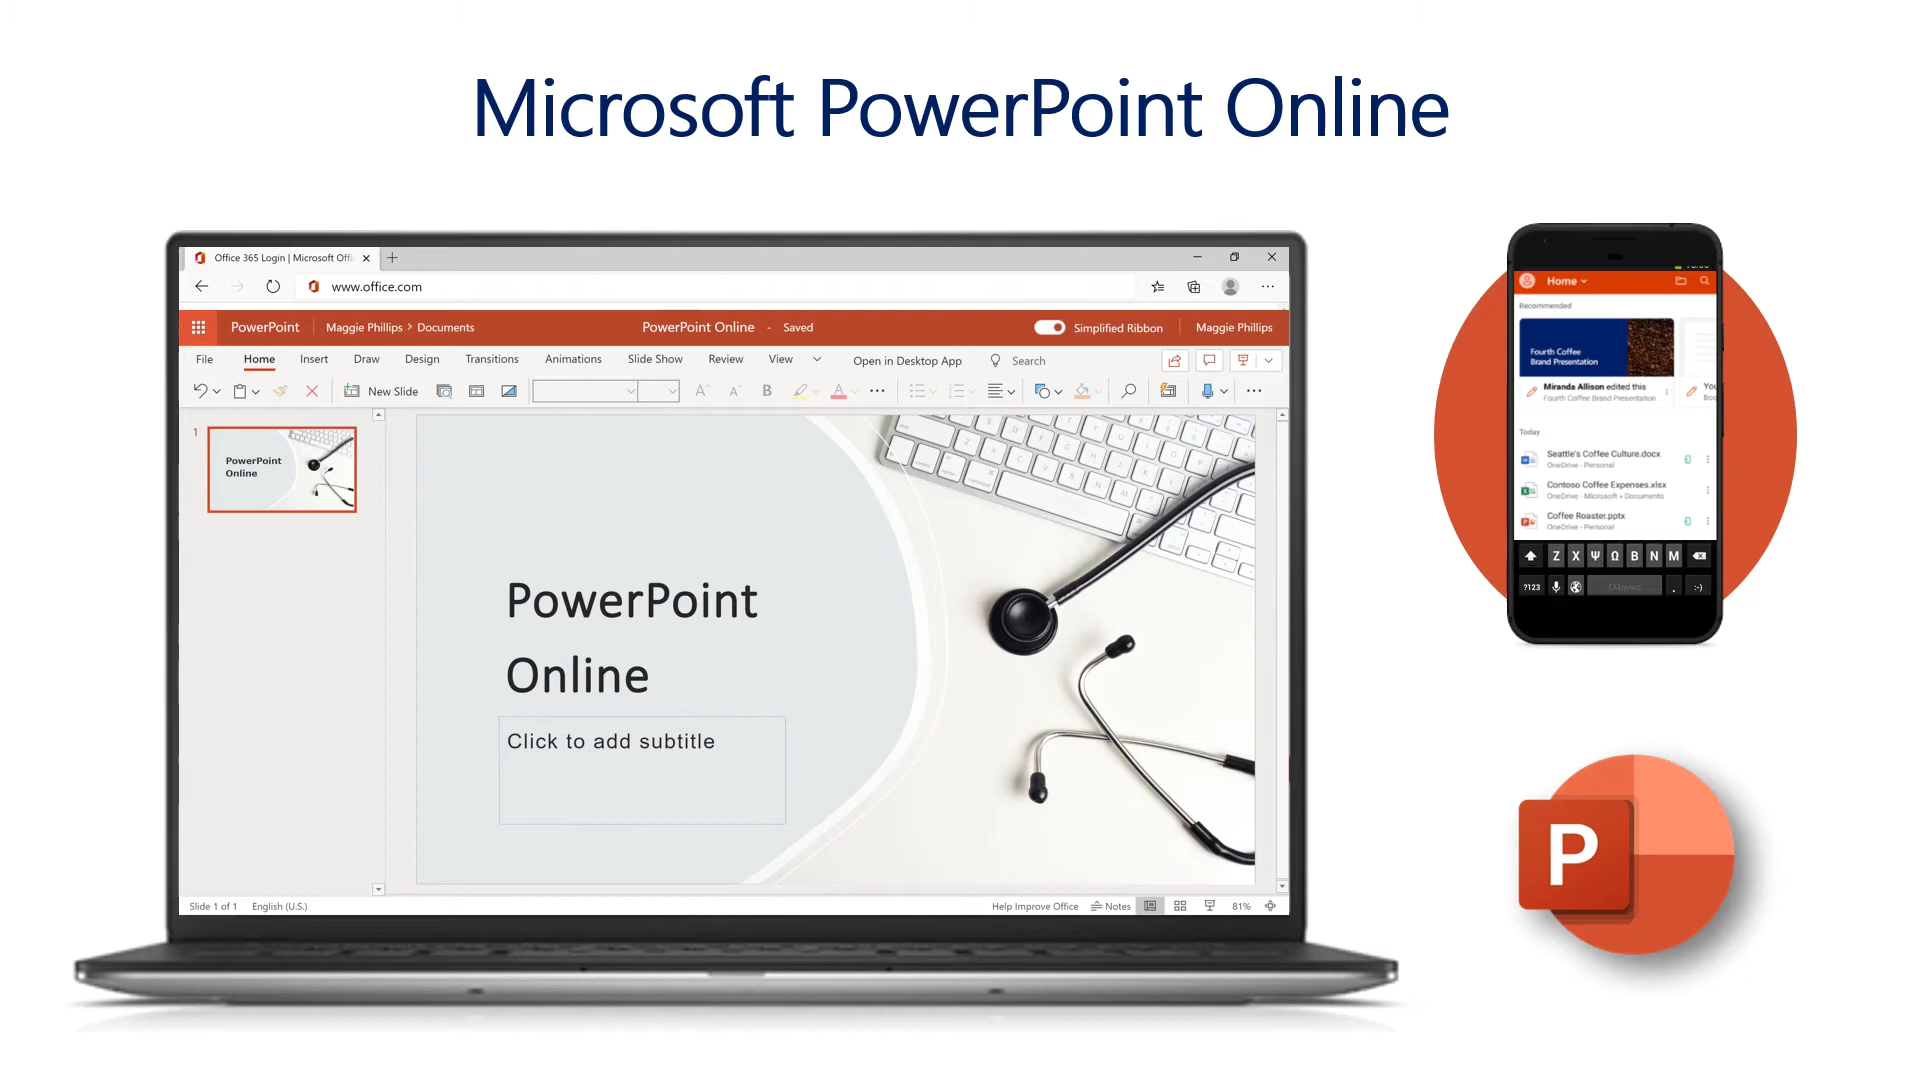 Microsoft PowerPoint Online
Office 365 Login | Microsoft Offi
www.office.com
PowerPoint Maggie Phillips > Documents PowerPoint Online - Saved Simplified Ribbon Maggie Phillips
File Home Insert Draw Design Transitions Animations Slide Show Review View Open in Desktop App Search
New Slide
1
PowerPoint
Online
PowerPoint
Online
Click to add subtitle
Slide 1 of 1 English (U.S.) Help Improve Office Notes 81%
Home
Recommended
Fourth Coffee
Brand Presentation
Miranda Allison edited this
Fourth Coffee Brand Presentation
You
Boo
Today
Seattle's Coffee Culture.docx
OneDrive - Personal
Contoso Coffee Expenses.xlsx
OneDrive - Microsoft » Documents
Coffee Roaster.pptx
OneDrive - Personal
Z X Ψ Ω Β Ν Μ
?123 Ελληνικά . :-)
P